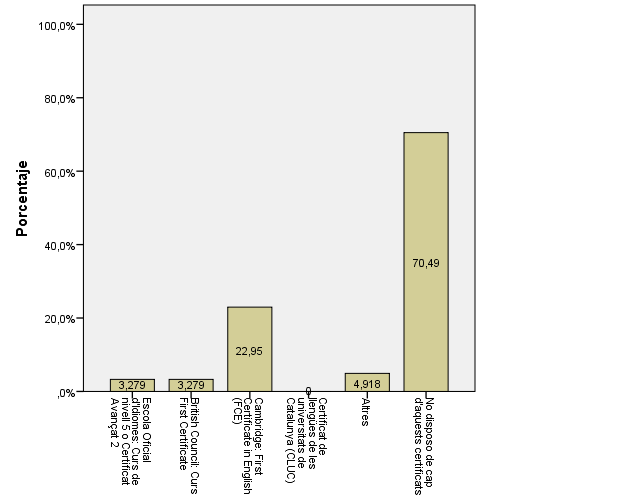 100,0%
80,0%
60,0%
40,0%
20,0%
,0%
Porcentaje
3,279
3,279
22,95
0
4,918
70,49
Escola Oficial
d'Idiomes: Curs de
nivell 5 o Certificat
Avançat 2
British Council: Curs
First Certificate
Cambridge: First
Certificate in English
(FCE)
Certificat de
llengües de les
universitats de
Catalunya (CLUC)
Altres
No disposo de cap
d'aquests certificats